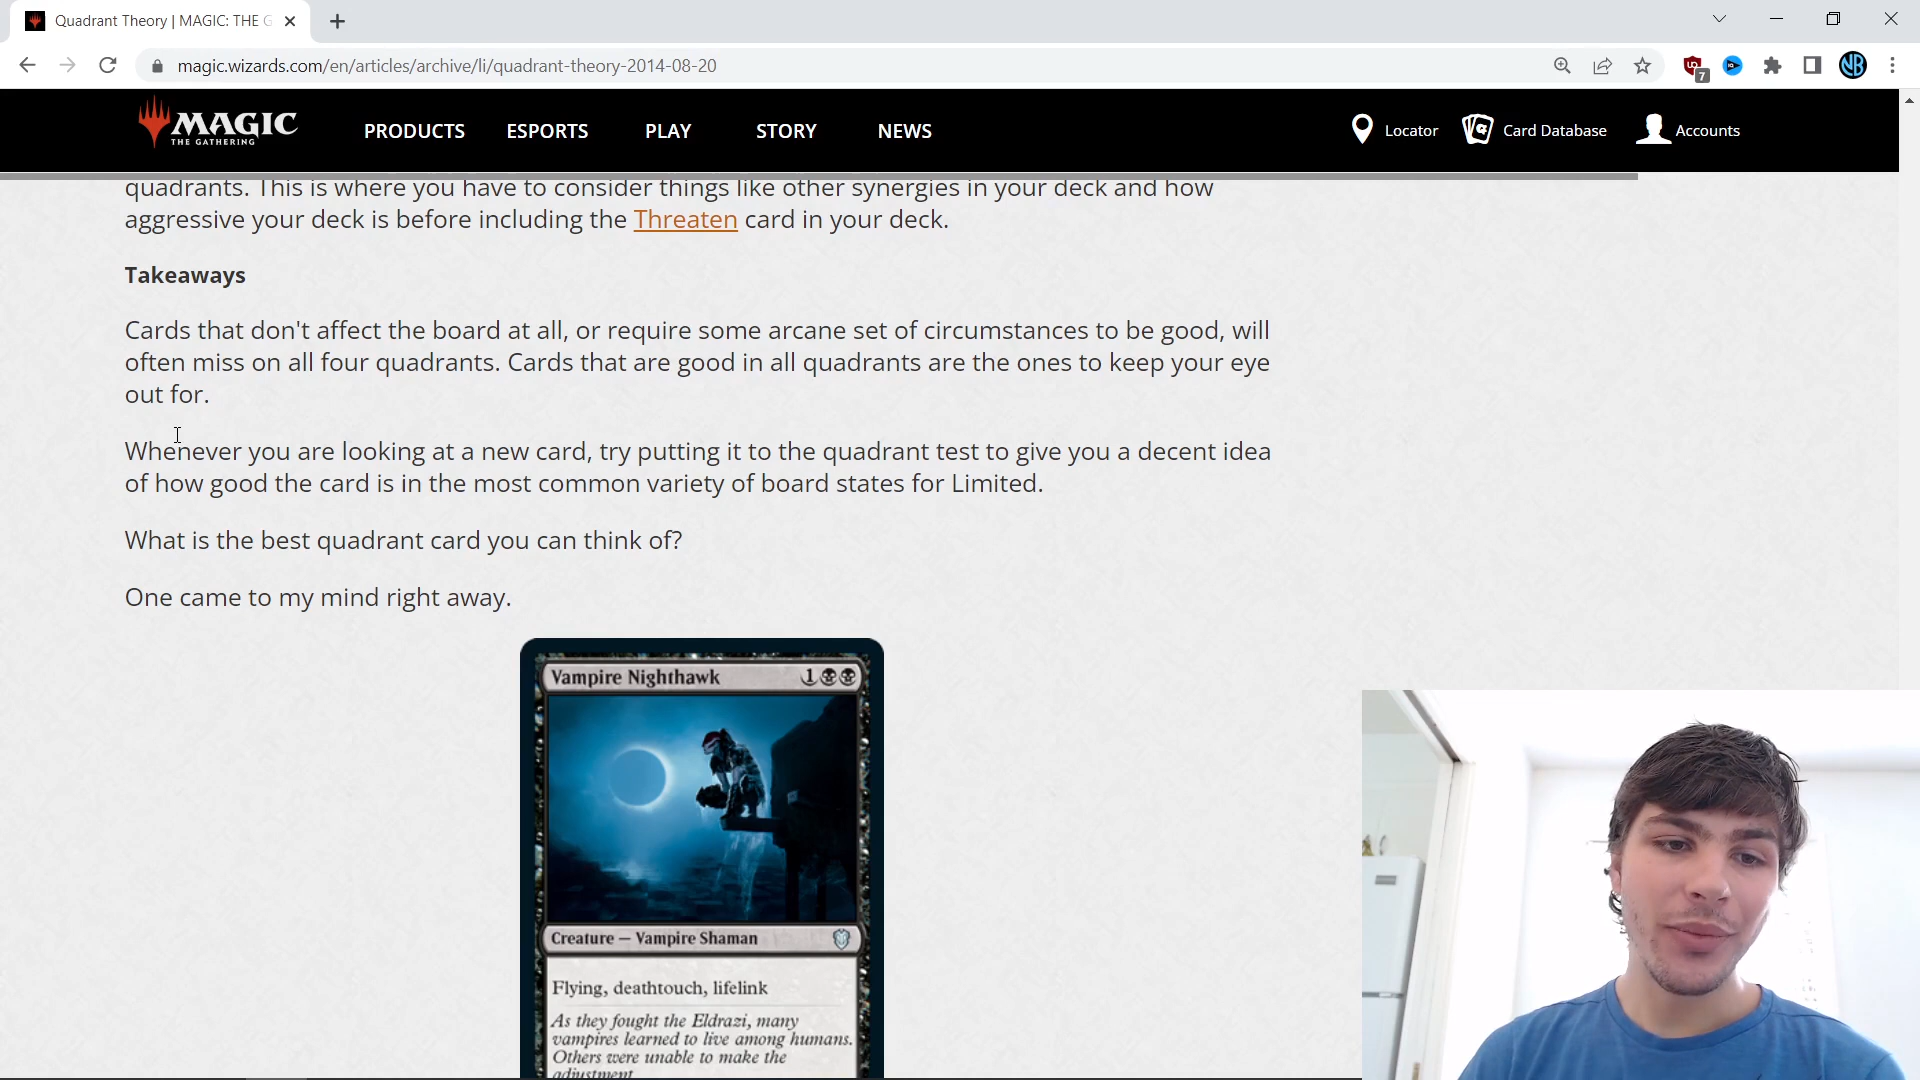 Quadrant Theory | MAGIC: THE G
magic.wizards.com/en/articles/archive/li/quadrant-theory-2014-08-20
7
NB
MAGIC
THE GATHERING
PRODUCTS ESPORTS PLAY STORY NEWS
Locator Card Database Accounts
quadrants. This is where you have to consider things like other synergies in your deck and how
aggressive your deck is before including the Threaten card in your deck.
Takeaways
Cards that don't affect the board at all, or require some arcane set of circumstances to be good, will
often miss on all four quadrants. Cards that are good in all quadrants are the ones to keep your eye
out for.
Whenever you are looking at a new card, try putting it to the quadrant test to give you a decent idea
of how good the card is in the most common variety of board states for Limited.
What is the best quadrant card you can think of?
One came to my mind right away.
Vampire Nighthawk 1
Creature — Vampire Shaman
Flying, deathtouch, lifelink
As they fought the Eldrazi, many
vampires learned to live among humans.
Others were unable to make the
adjustment.